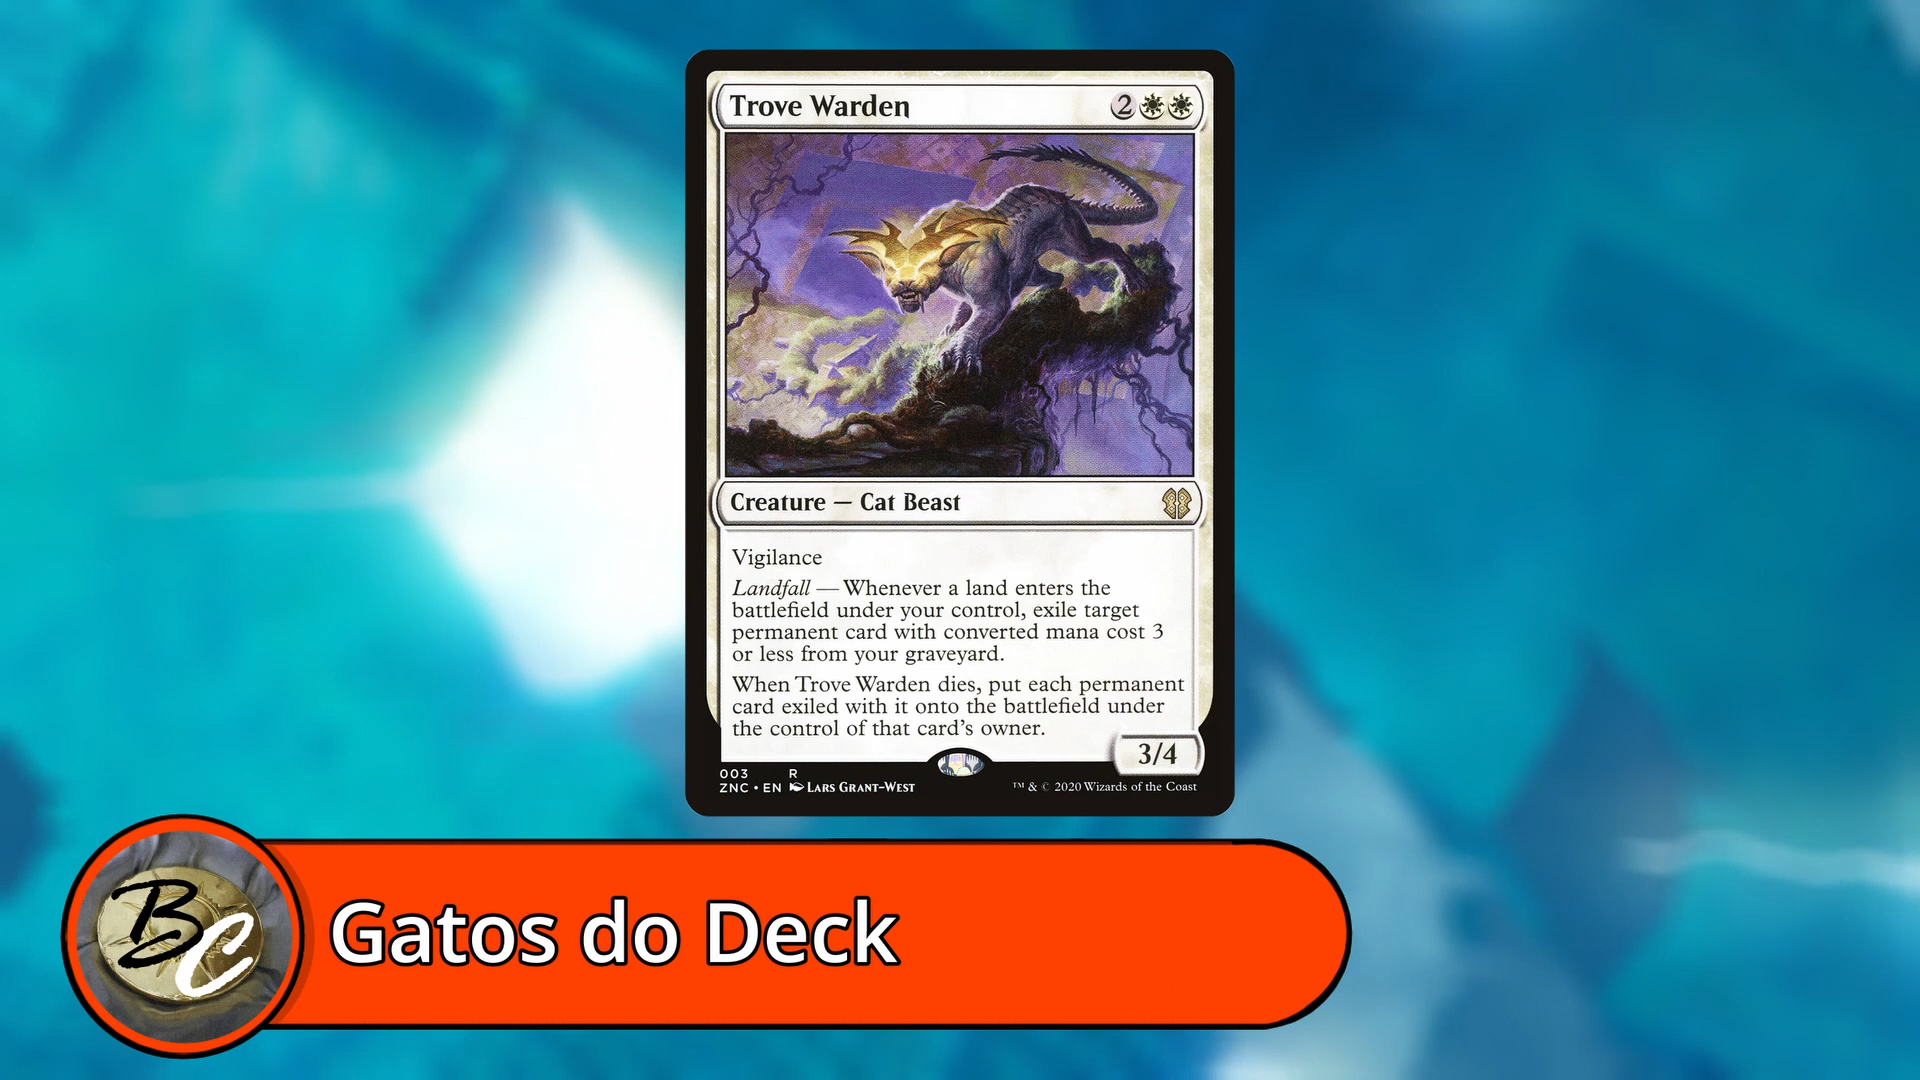 Trove Warden 2
Creature — Cat Beast
Vigilance
Landfall — Whenever a land enters the
battlefield under your control, exile target
permanent card with converted mana cost 3
or less from your graveyard.
When Trove Warden dies, put each permanent
card exiled with it onto the battlefield under
the control of that card's owner.
3/4
003 R
ZNC • EN LARS GRANT-WEST
™ & © 2020 Wizards of the Coast
BC
Gatos do Deck